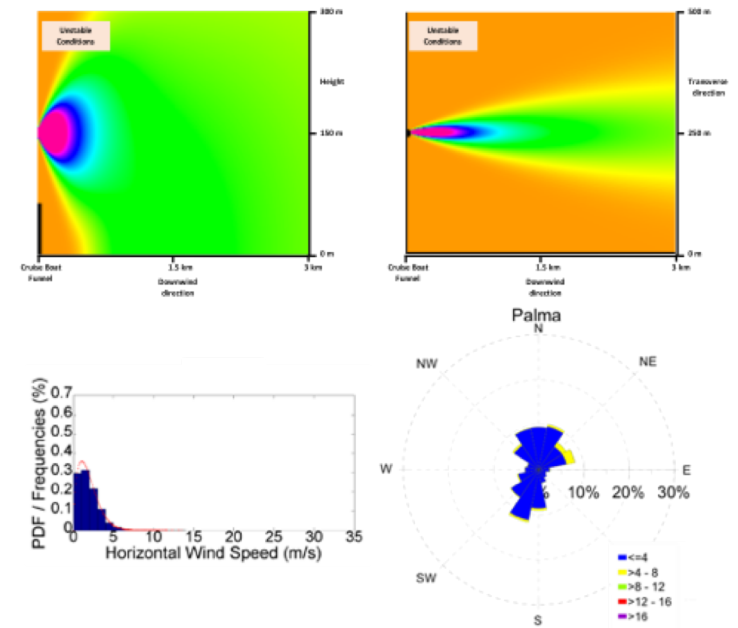 300 m
Unstable
Conditions
Height
150 m
0 m
Cruise Boat
Funnel
1.5 km
Downwind
direction
3 km
500 m
Unstable
Conditions
Transverse
direction
250 m
0 m
Cruise Boat
Funnel
1.5 km
Downwind
direction
3 km
PDF / Frequencies (%)
0.7
0.6
0.5
0.4
0.3
0.2
0.1
0
0 5 10 15 20 25 30 35
Horizontal Wind Speed (m/s)
Palma
N
NW
NE
W
E
% 10% 20% 30%
SW
S
<=4
>4 - 8
>8 - 12
>12 - 16
>16